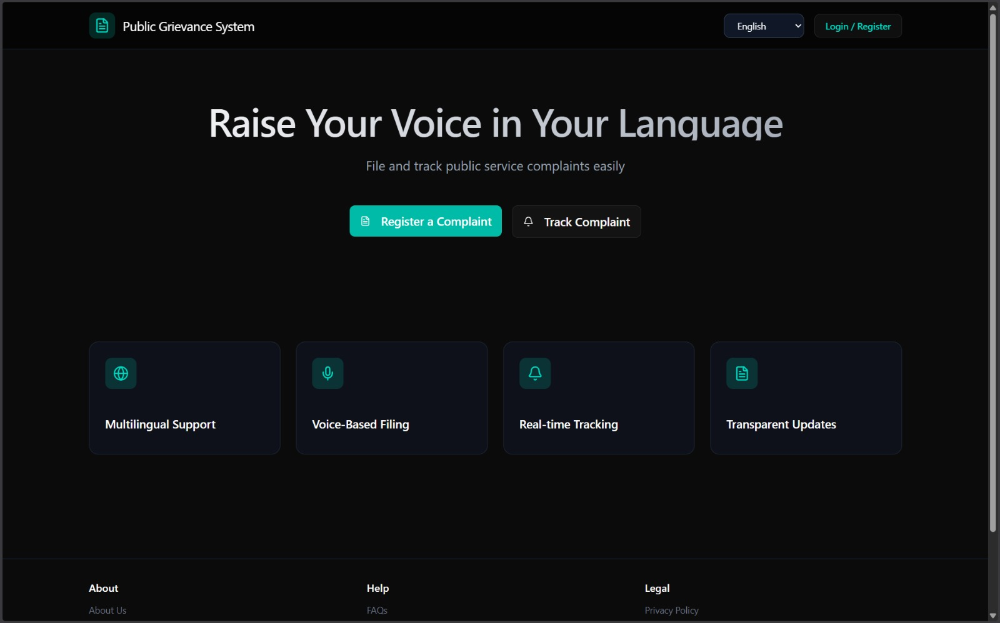 Public Grievance System
English
Login / Register
Raise Your Voice in Your Language
File and track public service complaints easily
Register a Complaint
Track Complaint
Multilingual Support
Voice-Based Filing
Real-time Tracking
Transparent Updates
About
Help
Legal
About Us
FAQs
Privacy Policy